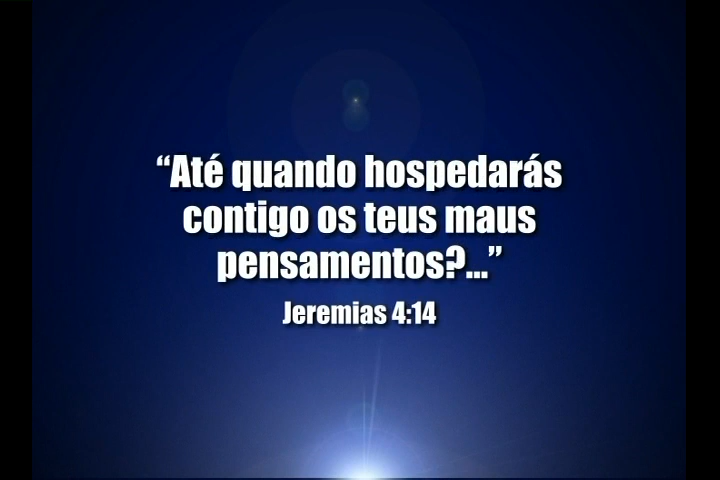 “Até quando hospedarás
contigo os teus maus
pensamentos?...”
Jeremias 4:14